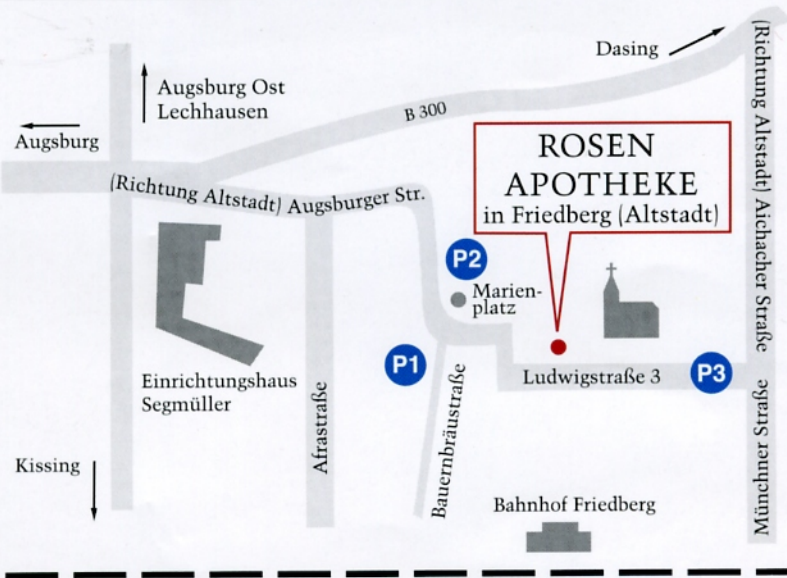 Dasing
(Richtung Altstadt) Aichacher Straße
Augsburg Ost
Lechhausen
Augsburg
B 300
ROSEN
APOTHEKE
in Friedberg (Altstadt)
(Richtung Altstadt) Augsburger Str.
P2
Marien-
platz
P1
Ludwigstraße 3
P3
Einrichtungshaus
Segmüller
Afrastraße
Bauernbräustraße
Münchner Straße
Kissing
Bahnhof Friedberg